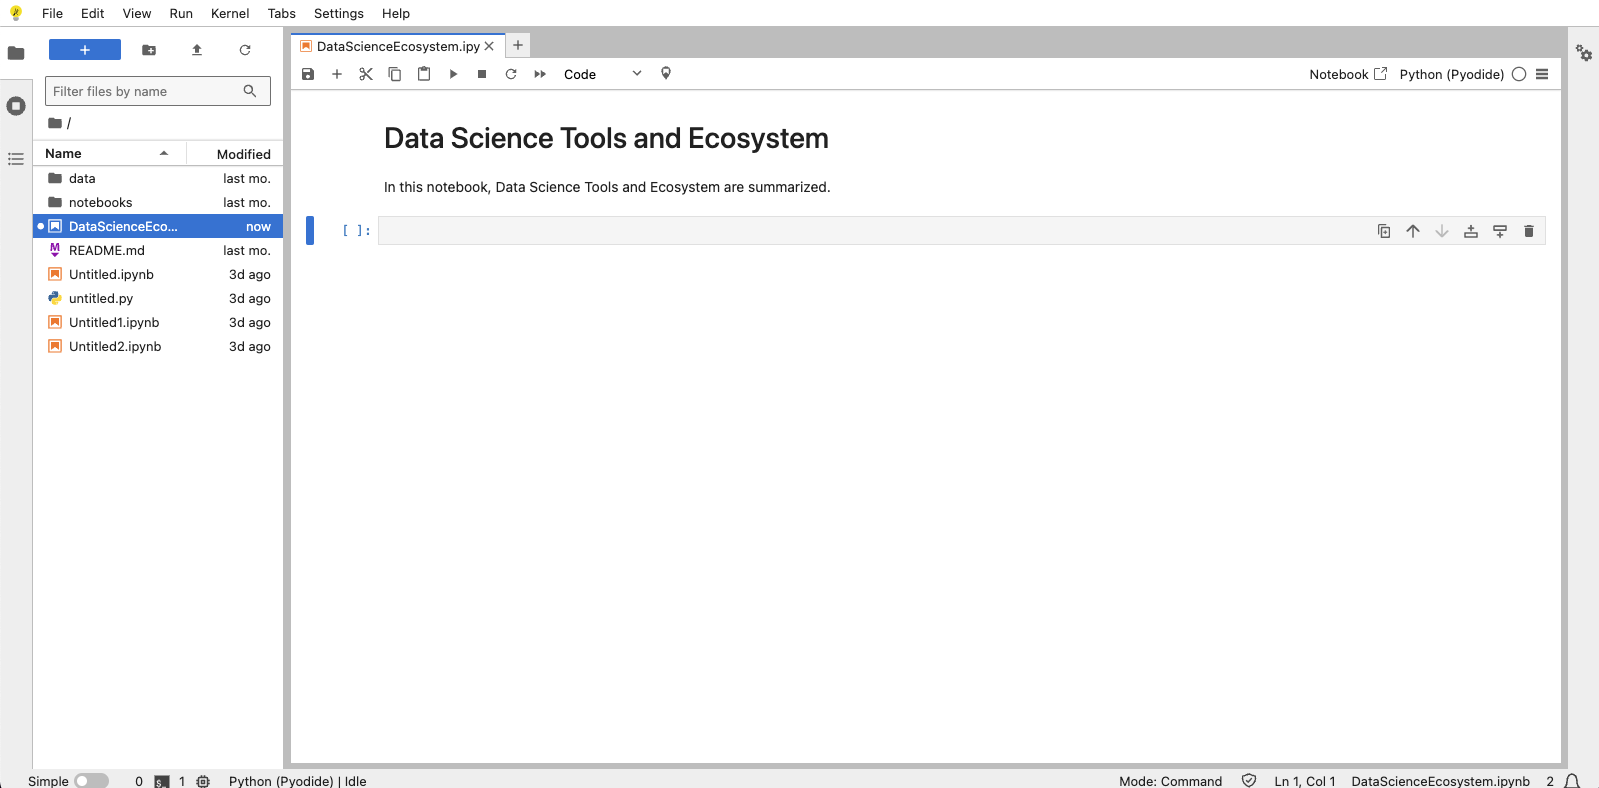 File Edit View Run Kernel Tabs Settings Help
+
Filter files by name
/
Name Modified
data last mo.
notebooks last mo.
DataScienceEco... now
README.md last mo.
Untitled.ipynb 3d ago
untitled.py 3d ago
Untitled1.ipynb 3d ago
Untitled2.ipynb 3d ago
DataScienceEcosystem.ipy
Code
Notebook Python (Pyodide)
Data Science Tools and Ecosystem
In this notebook, Data Science Tools and Ecosystem are summarized.
[ ]:
Simple 0 $_ 1 Python (Pyodide) | Idle Mode: Command Ln 1, Col 1 DataScienceEcosystem.ipynb 2